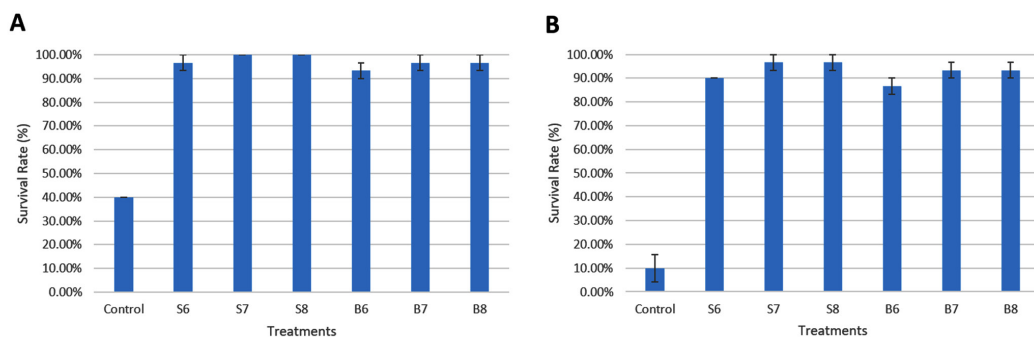 A
100.00%
90.00%
80.00%
70.00%
60.00%
50.00%
40.00%
30.00%
20.00%
10.00%
0.00%
Survival Rate (%)
Control S6 S7 S8 B6 B7 B8
Treatments
B
100.00%
90.00%
80.00%
70.00%
60.00%
50.00%
40.00%
30.00%
20.00%
10.00%
0.00%
Survival Rate (%)
Control S6 S7 S8 B6 B7 B8
Treatments